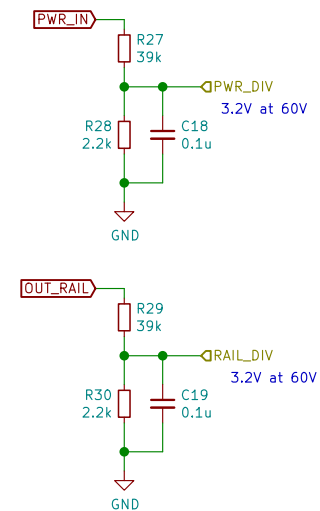 PWR_IN
R27
39k
PWR_DIV
3.2V at 60V
R28
2.2k
C18
0.1u
GND
OUT_RAIL
R29
39k
RAIL_DIV
3.2V at 60V
R30
2.2k
C19
0.1u
GND